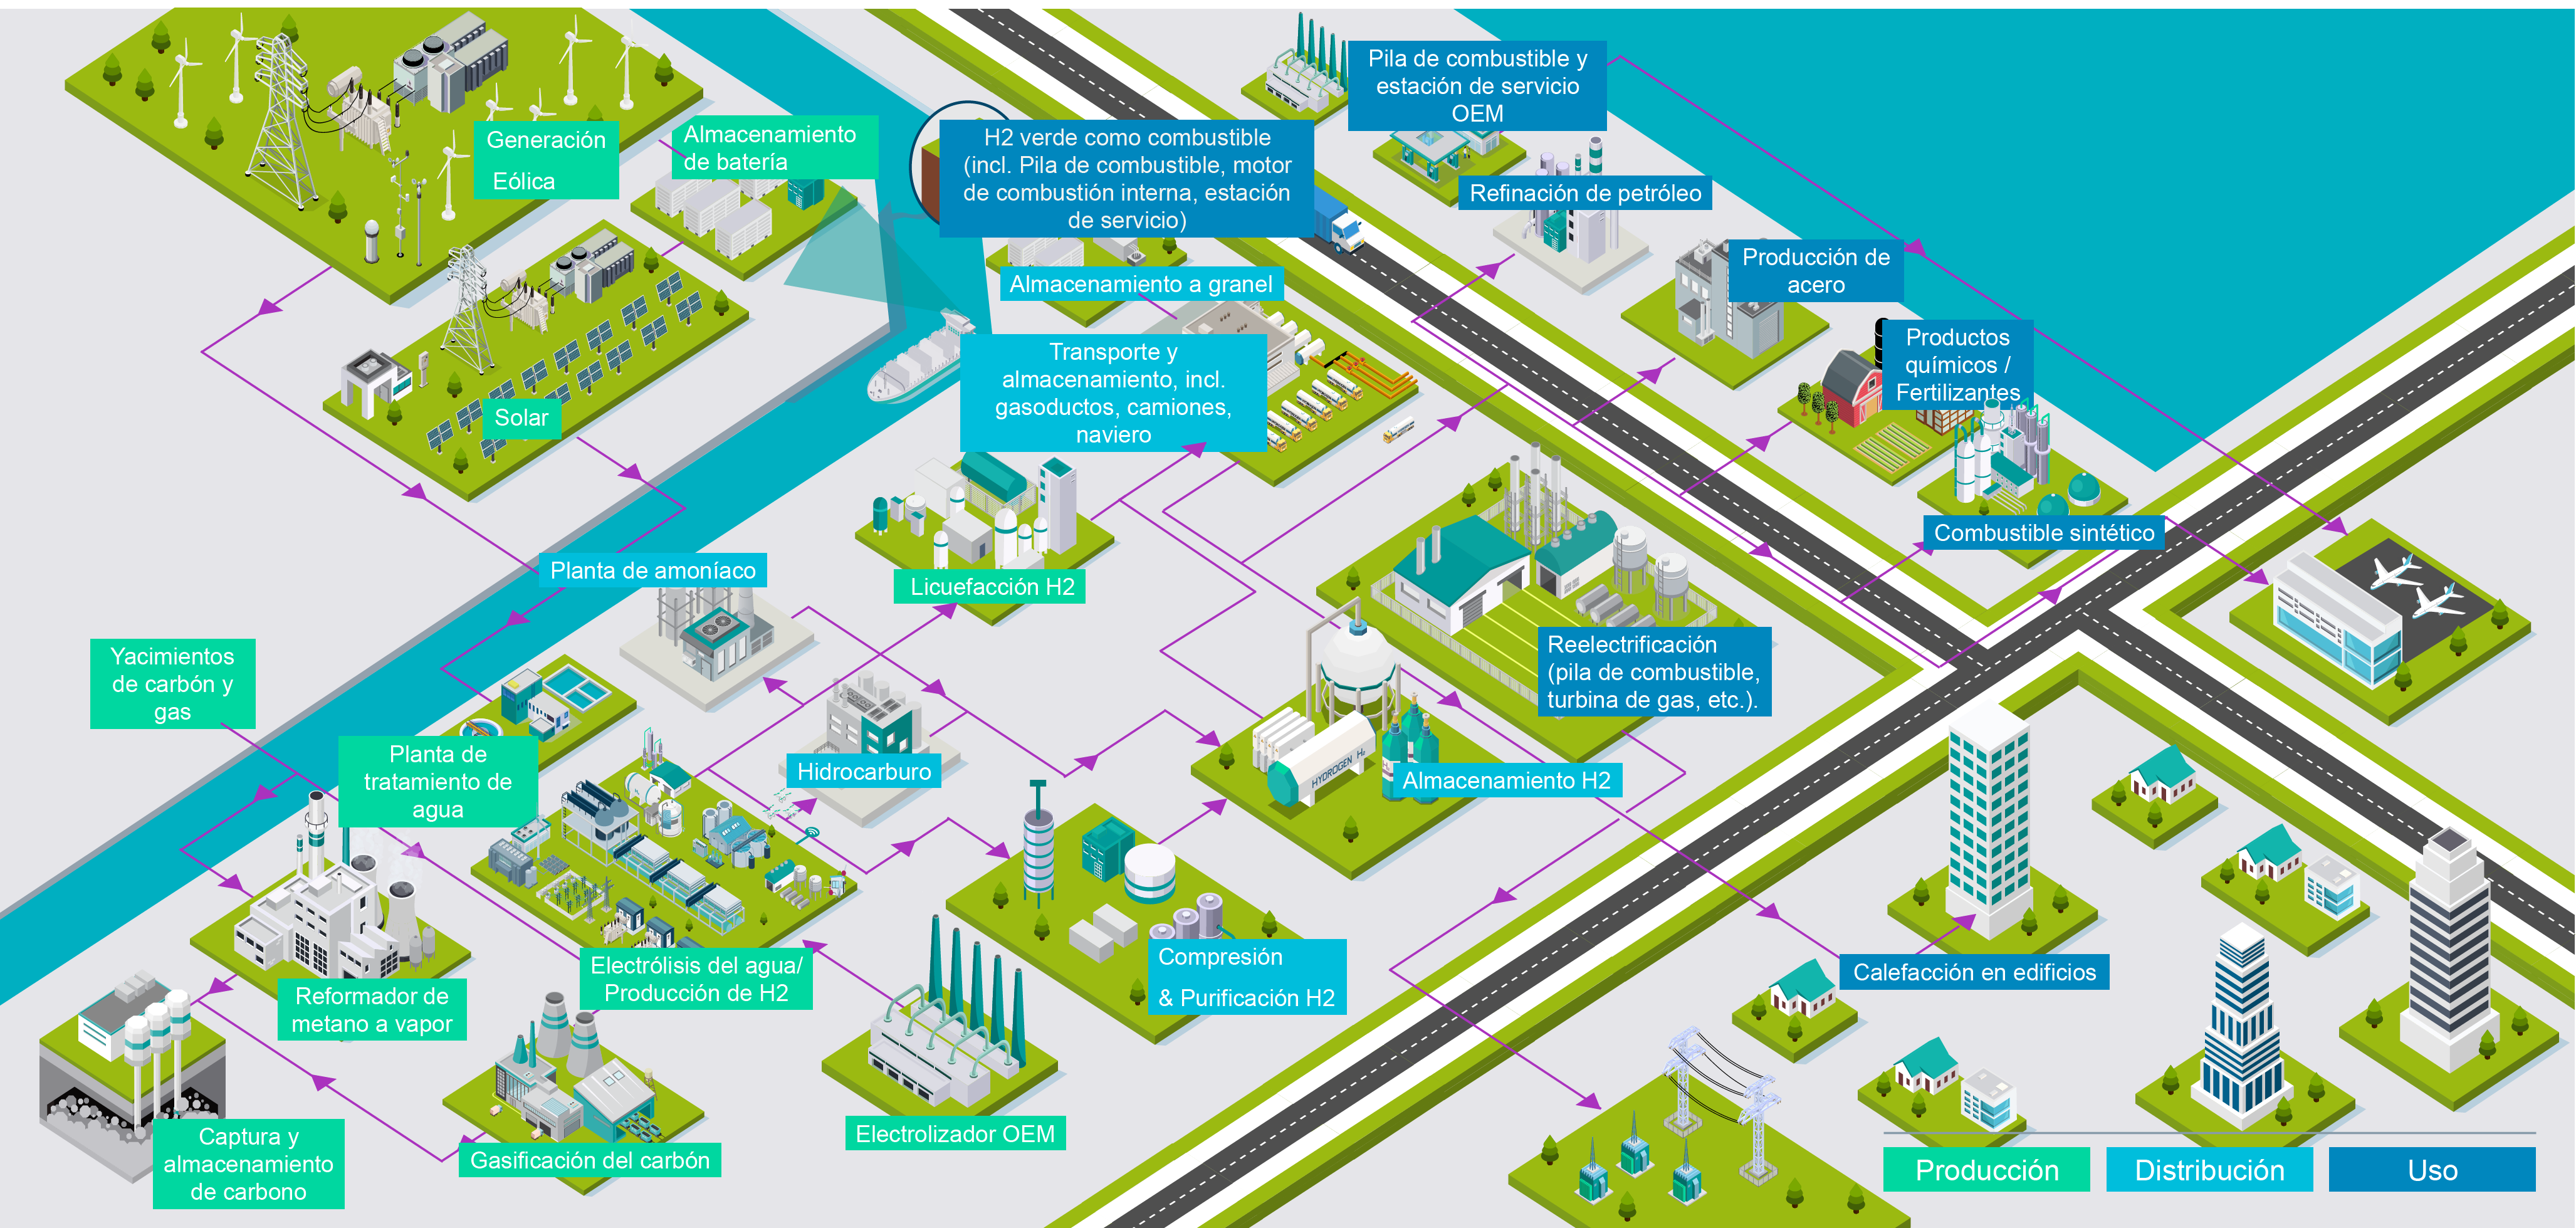 Pila de combustible y
estación de servicio
OEM
Generación
Eólica
Almacenamiento
de batería
H2 verde como combustible
(incl. Pila de combustible, motor
de combustión interna, estación
de servicio)
Refinación de petróleo
Producción de
acero
Almacenamiento a granel
Productos
químicos /
Fertilizantes
Transporte y
almacenamiento, incl.
gasoductos, camiones,
naviero
Solar
Combustible sintético
Planta de amoníaco
Licuefacción H2
Reelectrificación
(pila de combustible,
turbina de gas, etc.).
Yacimientos
de carbón y
gas
Planta de
tratamiento de
agua
Hidrocarburo
HYDROGEN H2
Almacenamiento H2
Electrólisis del agua/
Producción de H2
Compresión
& Purificación H2
Calefacción en edificios
Reformador de
metano a vapor
Captura y
almacenamiento
de carbono
Gasificación del carbón
Electrolizador OEM
Producción
Distribución
Uso